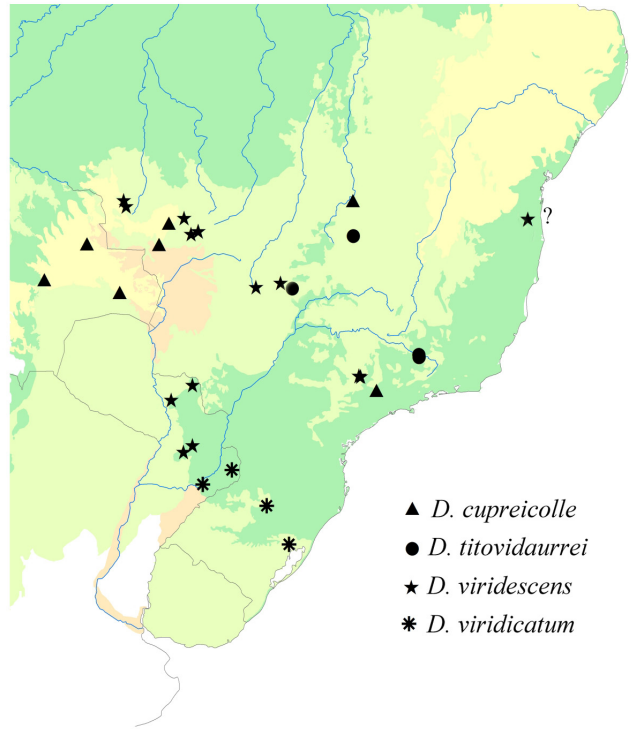 ?
D. cupreicolle
D. titovidaurrei
D. viridescens
D. viridicatum